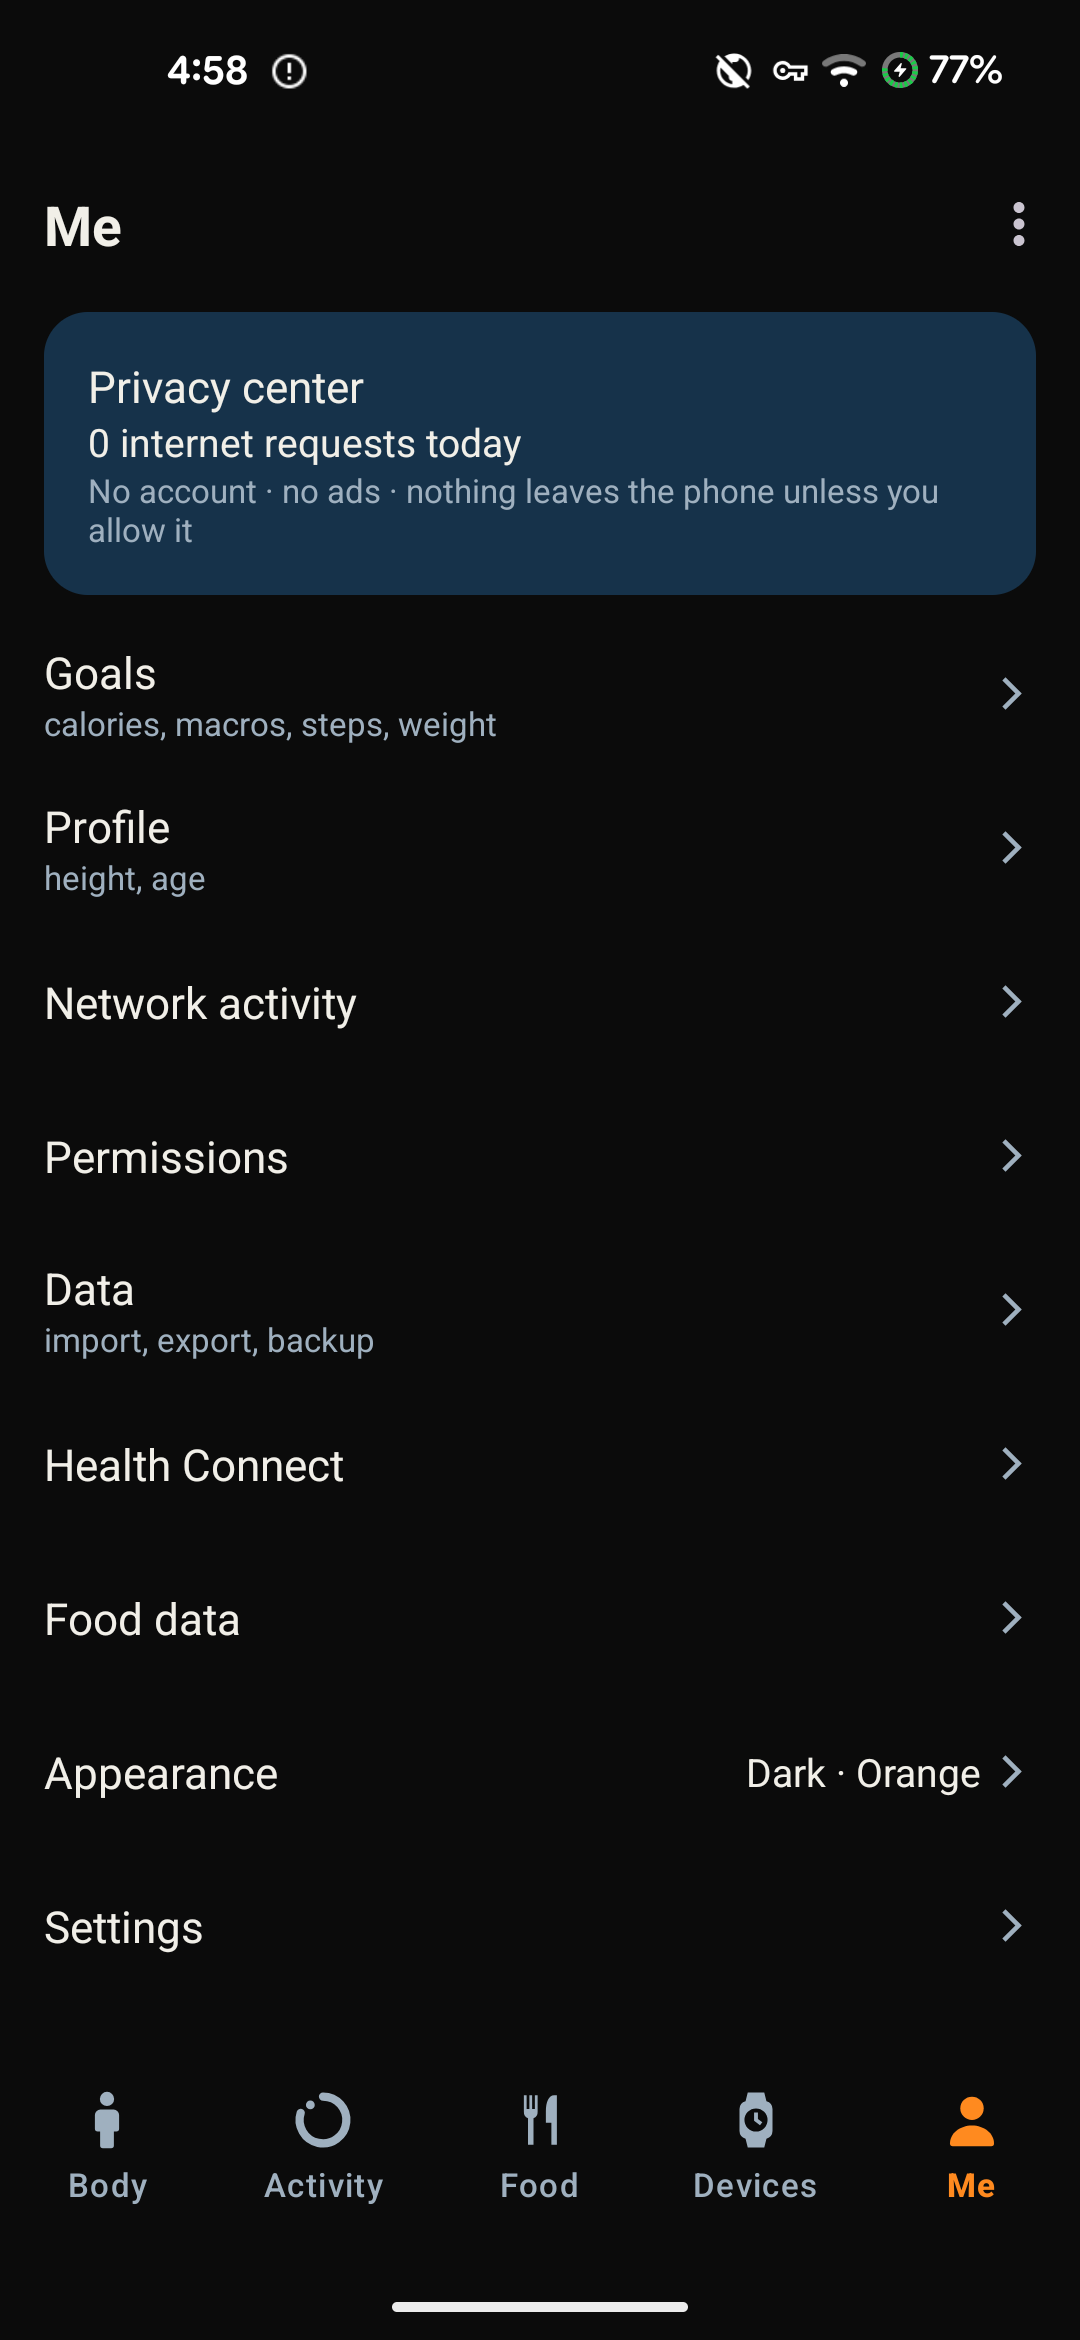 4:58
77%
Me
Privacy center
0 internet requests today
No account · no ads · nothing leaves the phone unless you
allow it
Goals
calories, macros, steps, weight
Profile
height, age
Network activity
Permissions
Data
import, export, backup
Health Connect
Food data
Appearance
Dark · Orange
Settings
Body
Activity
Food
Devices
Me